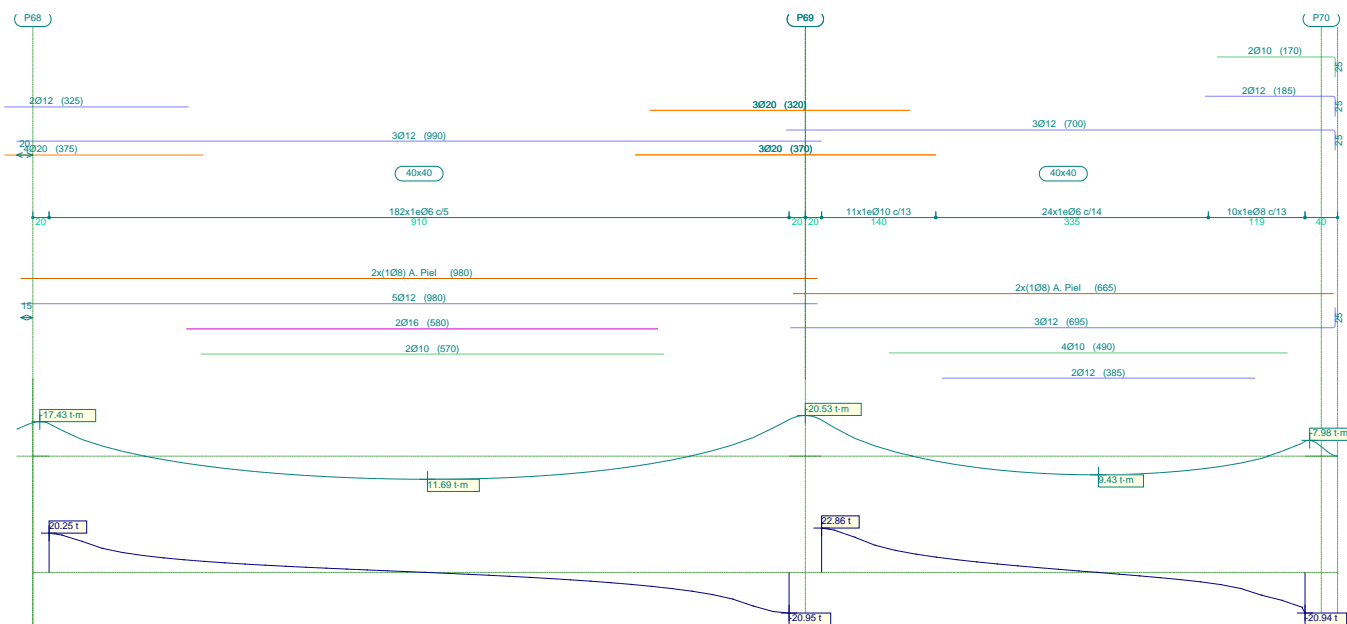 P68
P69
P70
2Ø10 (170)
25
2Ø12 (325)
2Ø12 (185)
25
3Ø20 (320)
3Ø12 (990)
3Ø12 (700)
25
20
4Ø20 (375)
3Ø20 (370)
40x40
40x40
182x1eØ6 c/5
11x1eØ10 c/13
24x1eØ6 c/14
10x1eØ8 c/13
20
910
20
20
140
335
119
40
2x(1Ø8) A. Piel (980)
2x(1Ø8) A. Piel (665)
5Ø12 (980)
15
2Ø16 (580)
3Ø12 (695)
25
2Ø10 (570)
4Ø10 (490)
2Ø12 (385)
-17.43 t·m
-20.53 t·m
-7.98 t·m
11.69 t·m
9.43 t·m
20.25 t
22.86 t
-20.95 t
-20.94 t